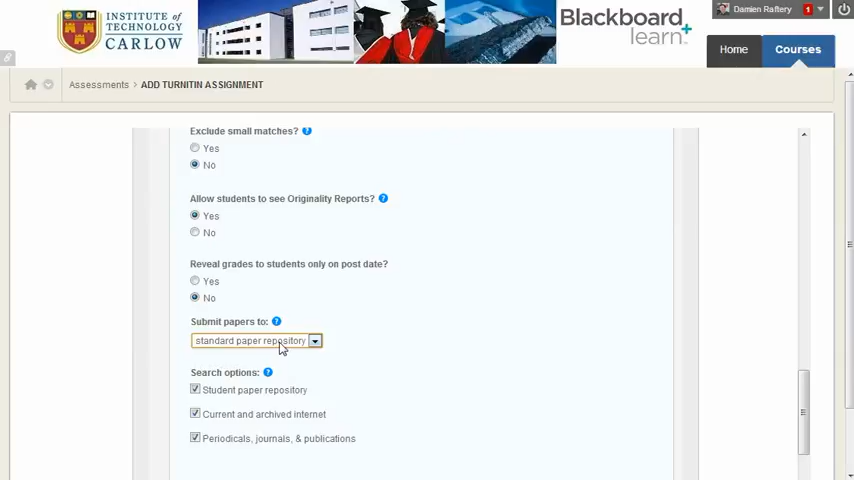 INSTITUTE of
TECHNOLOGY
CARLOW
Blackboard
learn+
Damien Raftery
1
Home
Courses
Assessments
ADD TURNITIN ASSIGNMENT
Exclude small matches?
Yes
No
Allow students to see Originality Reports?
Yes
No
Reveal grades to students only on post date?
Yes
No
Submit papers to:
standard paper repository
Search options:
Student paper repository
Current and archived internet
Periodicals, journals, & publications